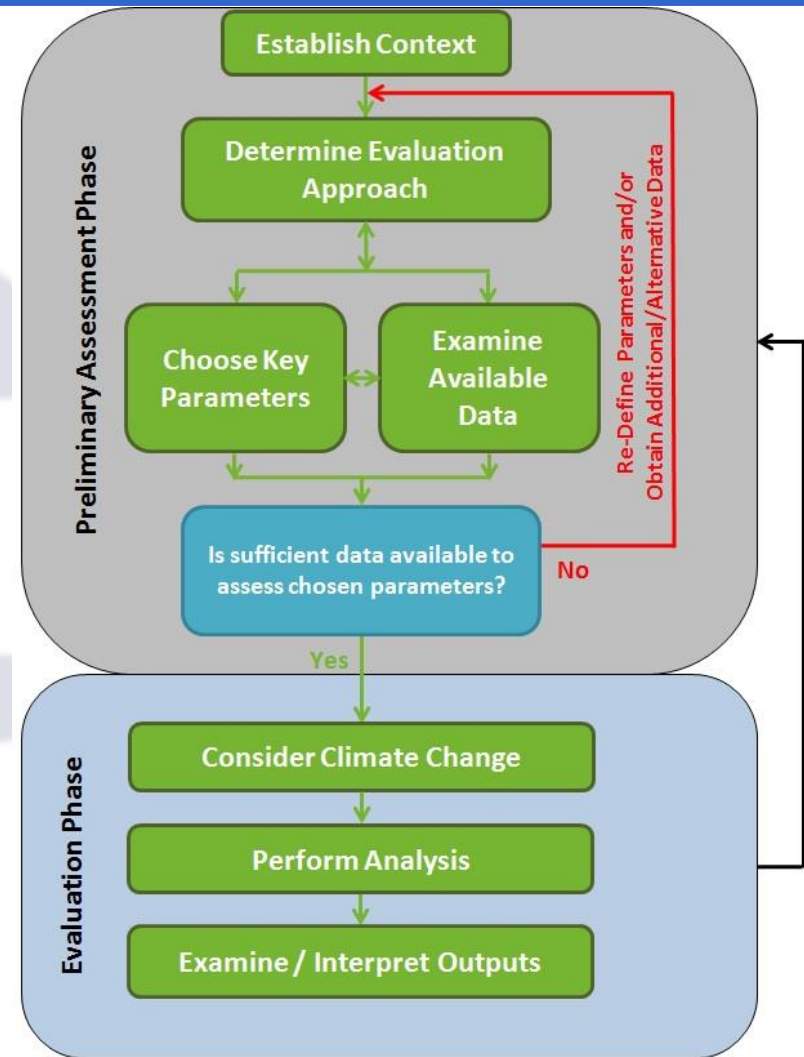 Establish Context
Preliminary Assessment Phase
Determine Evaluation
Approach
Re-Define Parameters and/or
Obtain Additional/Alternative Data
Choose Key
Parameters
Examine
Available
Data
Is sufficient data available to
assess chosen parameters?
No
Yes
Evaluation Phase
Consider Climate Change
Perform Analysis
Examine / Interpret Outputs